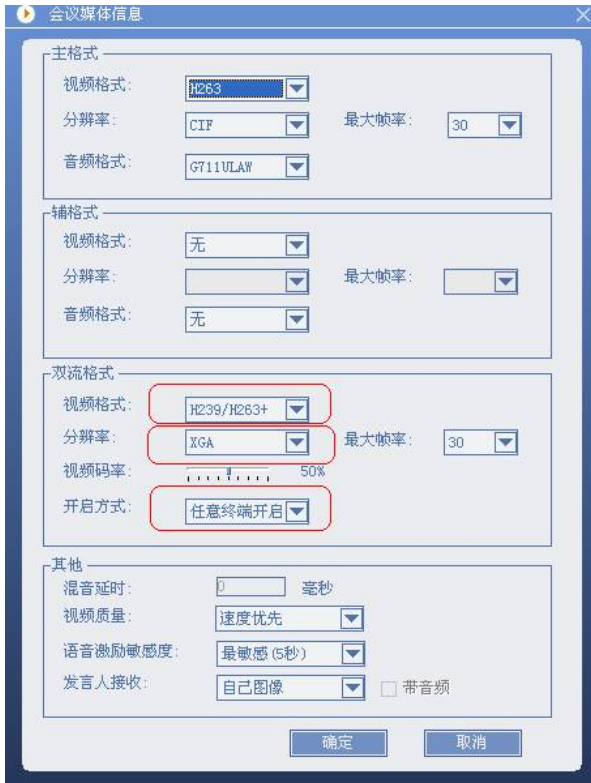 会议媒体信息
主格式
视频格式: H263
分辨率: CIF 最大帧率: 30
音频格式: G711ULAW
辅格式
视频格式: 无
分辨率: 最大帧率:
音频格式: 无
双流格式
视频格式: H239/H263+
分辨率: XGA 最大帧率: 30
视频码率: 50%
开启方式: 任意终端开启
其他
混音延时: 0 毫秒
视频质量: 速度优先
语音激励敏感度: 最敏感(5秒)
发言人接收: 自己图像 带音频
确定 取消